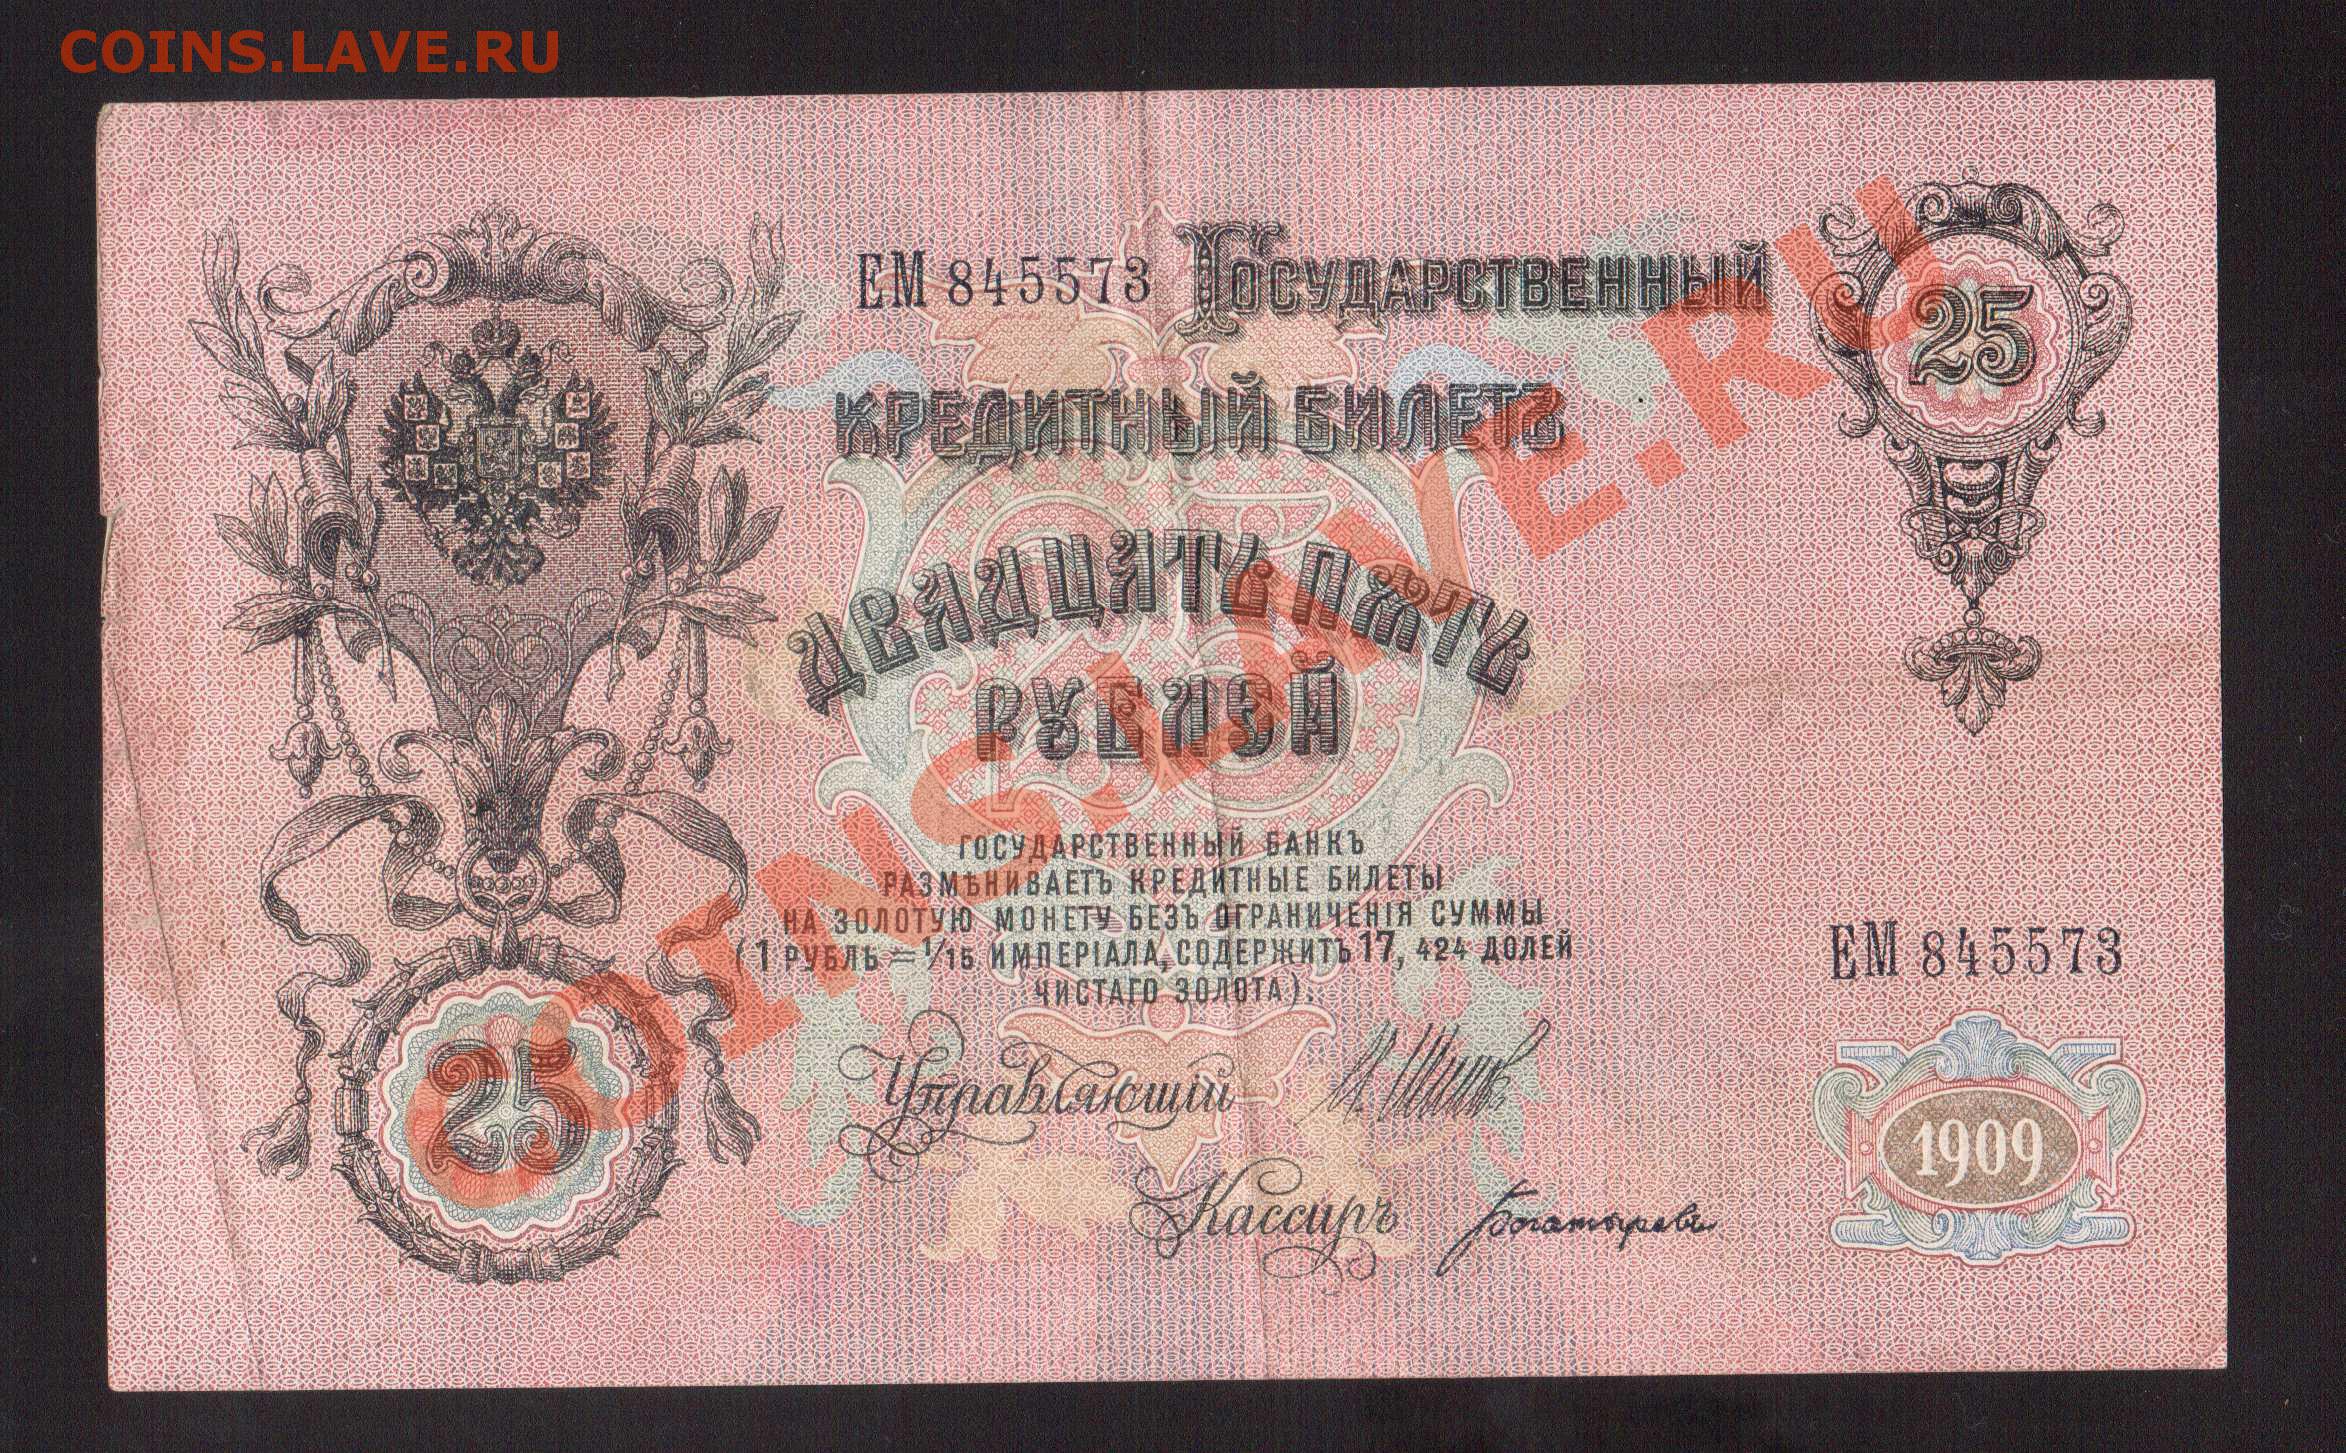 COINS.LAVE.RU
ЕМ 845573 ГОСУДАРСТВЕННЫЙ 25
КРЕДИТНЫЙ БИЛЕТЪ
ДВАДЦАТЬ ПЯТЬ
РУБЛЕЙ
COINS.LAVE.RU
ГОСУДАРСТВЕННЫЙ БАНКЪ
РАЗМѢНИВАЕТЪ КРЕДИТНЫЕ БИЛЕТЫ
НА ЗОЛОТУЮ МОНЕТУ БЕЗЪ ОГРАНИЧЕНІЯ СУММЫ
(1 РУБЛЬ = 1/15 ИМПЕРІАЛА, СОДЕРЖИТЪ 17, 424 ДОЛЕЙ
ЧИСТАГО ЗОЛОТА).
ЕМ 845573
25
Управляющій И. Шипов
1909
Кассиръ Богатырев